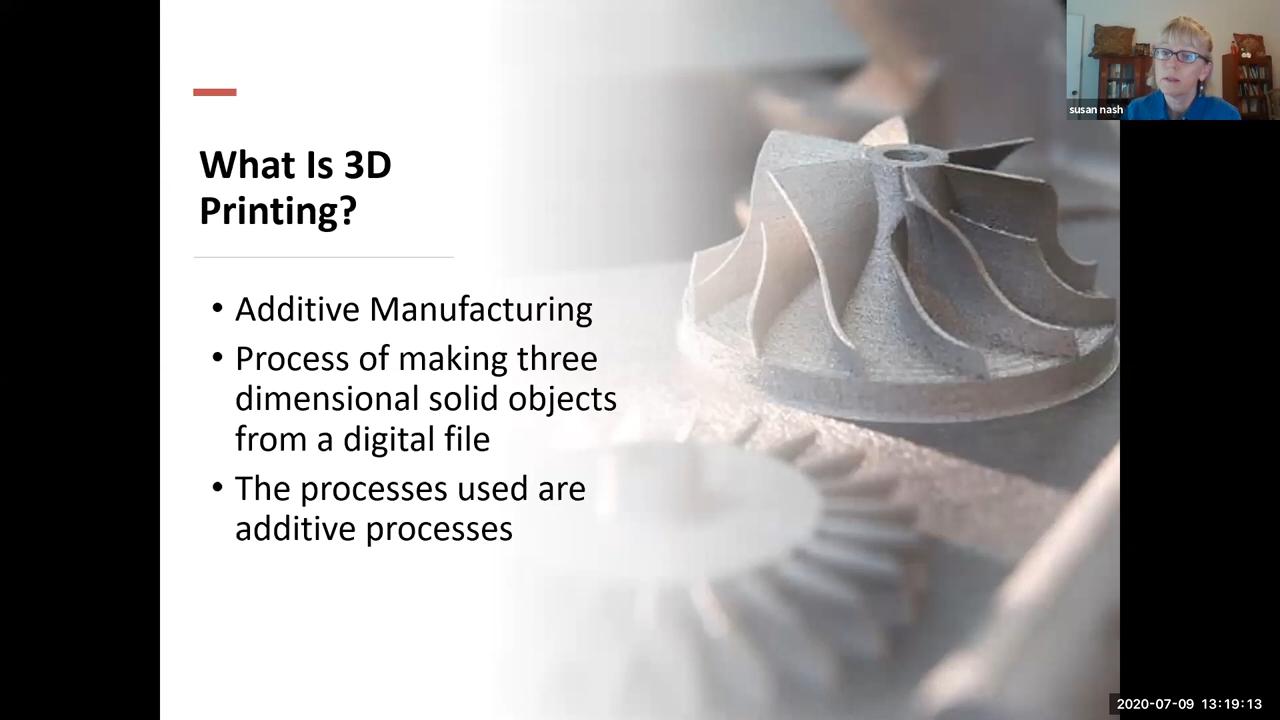 What Is 3D
Printing?
• Additive Manufacturing
• Process of making three
dimensional solid objects
from a digital file
• The processes used are
additive processes
susan nash
2020-07-09 13:19:13